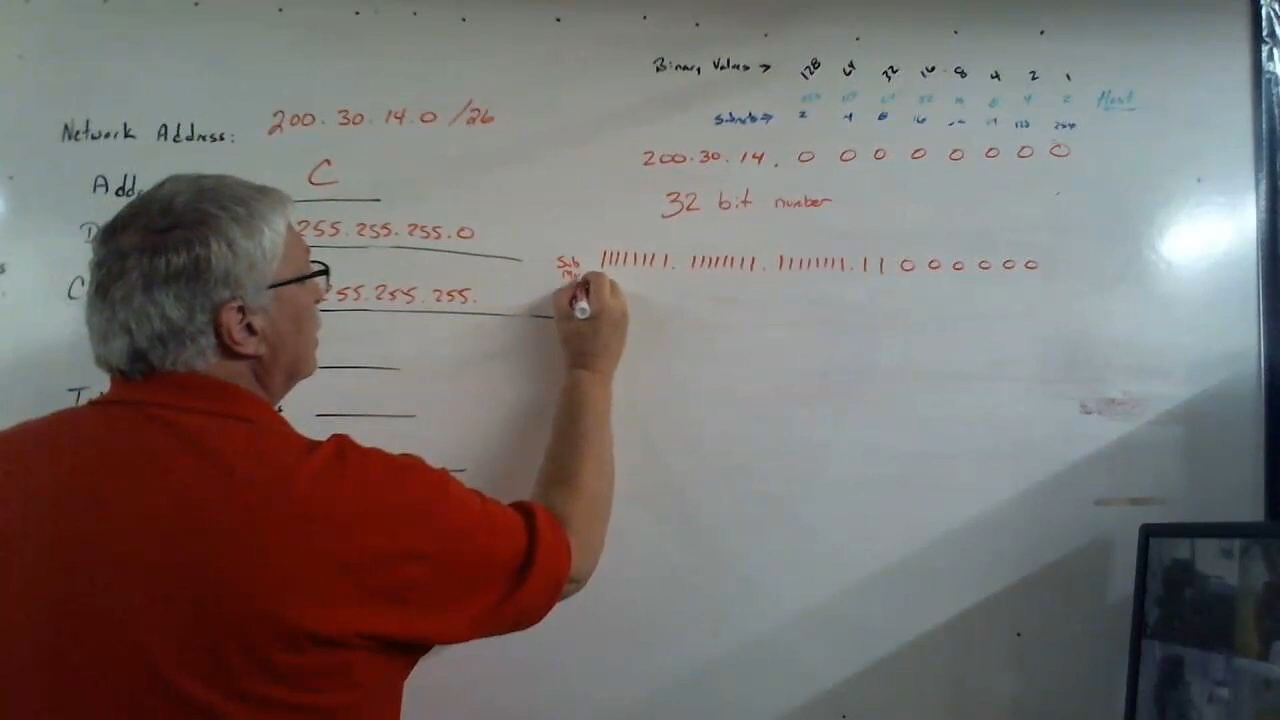 Binary Values → 128 64 32 16 8 4 2 1
Host
Subnets → 2 4 8 16
Network Address: 200.30.14.0 /26
200.30.14. 0 0 0 0 0 0 0 0
Add C
32 bit number
D 255.255.255.0
Sub 11111111. 11111111. 11111111. 1 1 0 0 0 0 0 0
C 255.255.255.